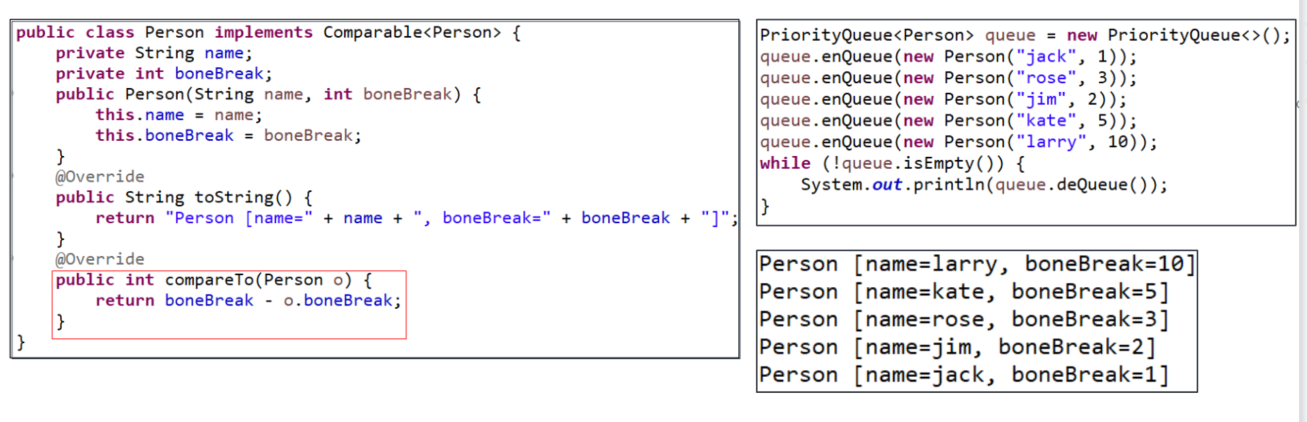 public class Person implements Comparable<Person> {
    private String name;
    private int boneBreak;
    public Person(String name, int boneBreak) {
        this.name = name;
        this.boneBreak = boneBreak;
    }
    @Override
    public String toString() {
        return "Person [name=" + name + ", boneBreak=" + boneBreak + "]";
    }
    @Override
    public int compareTo(Person o) {
        return boneBreak - o.boneBreak;
    }
}
PriorityQueue<Person> queue = new PriorityQueue<>();
queue.enQueue(new Person("jack", 1));
queue.enQueue(new Person("rose", 3));
queue.enQueue(new Person("jim", 2));
queue.enQueue(new Person("kate", 5));
queue.enQueue(new Person("larry", 10));
while (!queue.isEmpty()) {
    System.out.println(queue.deQueue());
}
Person [name=larry, boneBreak=10]
Person [name=kate, boneBreak=5]
Person [name=rose, boneBreak=3]
Person [name=jim, boneBreak=2]
Person [name=jack, boneBreak=1]